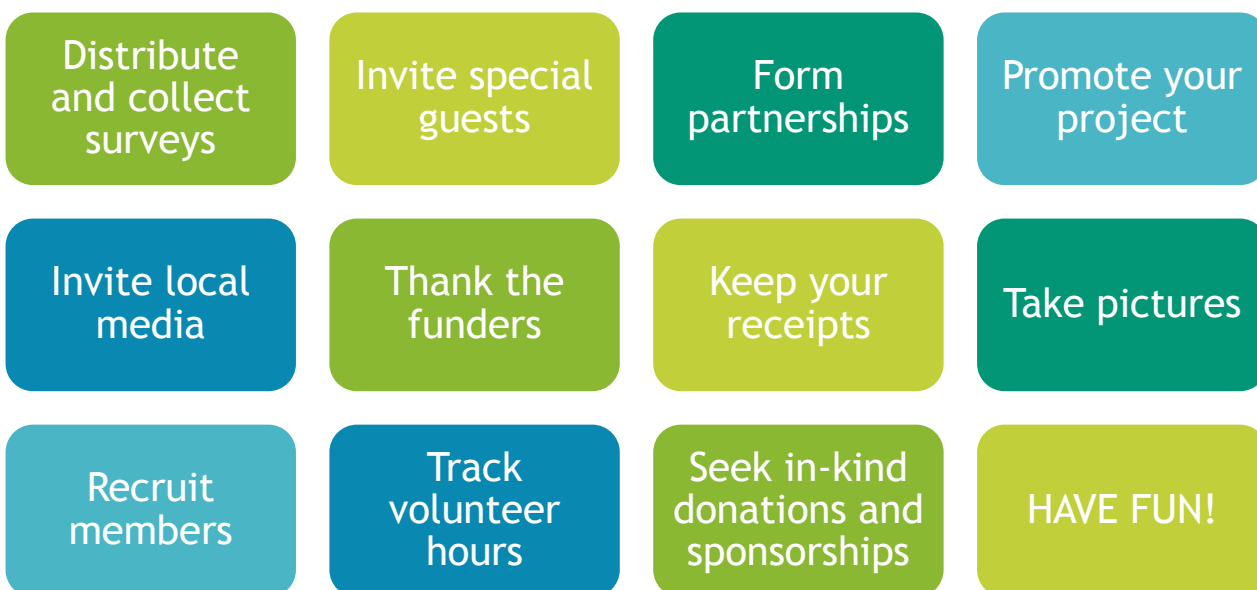 Distribute
and collect
surveys
Invite special
guests
Form
partnerships
Promote your
project
Invite local
media
Thank the
funders
Keep your
receipts
Take pictures
Recruit
members
Track
volunteer
hours
Seek in-kind
donations and
sponsorships
HAVE FUN!